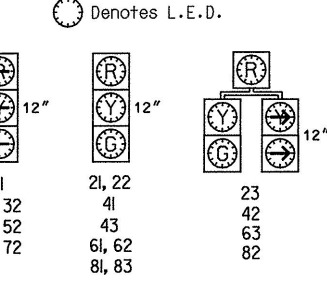 Denotes L.E.D.
R
R
R
Y
12"
Y
12"
Y
Y
G
G
12"
32
52
72
21, 22
41
43
61, 62
81, 83
23
42
63
82